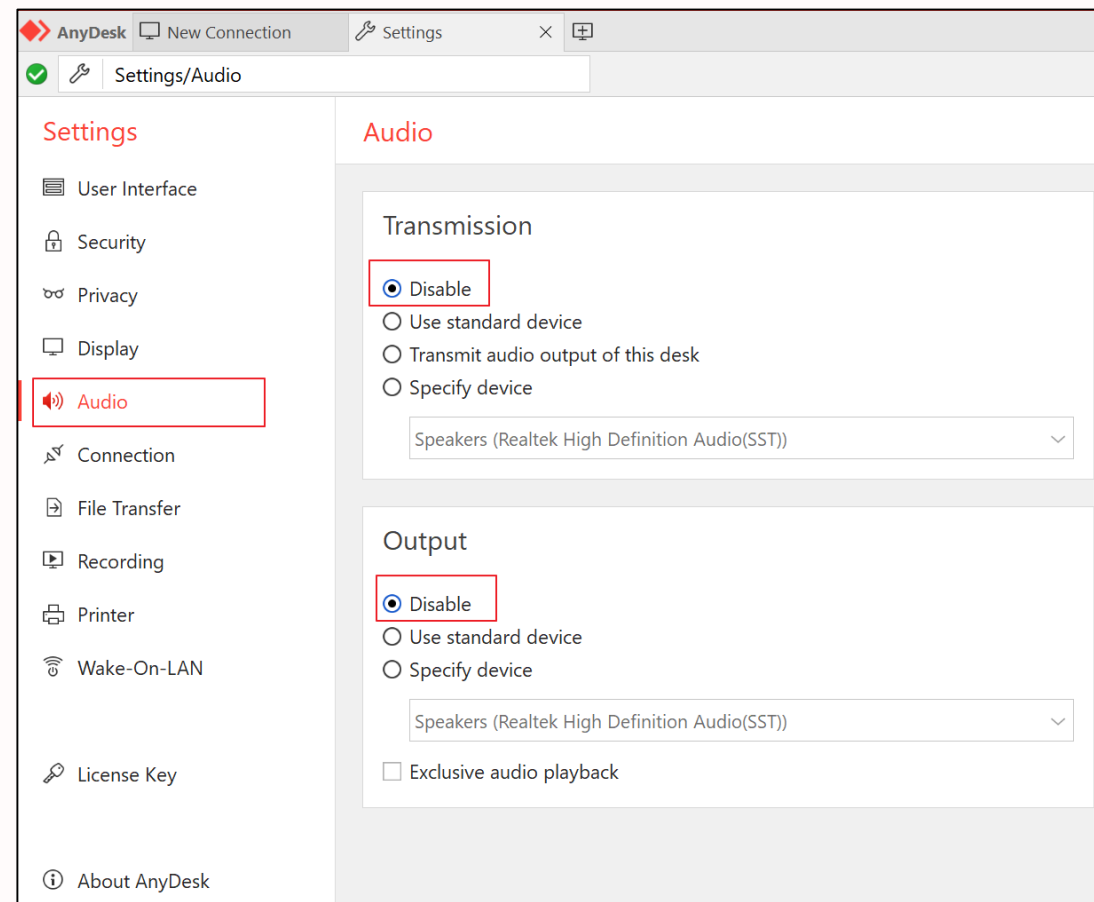 AnyDesk
New Connection
Settings
Settings/Audio
Settings
User Interface
Security
Privacy
Display
Audio
Connection
File Transfer
Recording
Printer
Wake-On-LAN
License Key
About AnyDesk
Audio
Transmission
Disable
Use standard device
Transmit audio output of this desk
Specify device
Speakers (Realtek High Definition Audio(SST))
Output
Disable
Use standard device
Specify device
Speakers (Realtek High Definition Audio(SST))
Exclusive audio playback